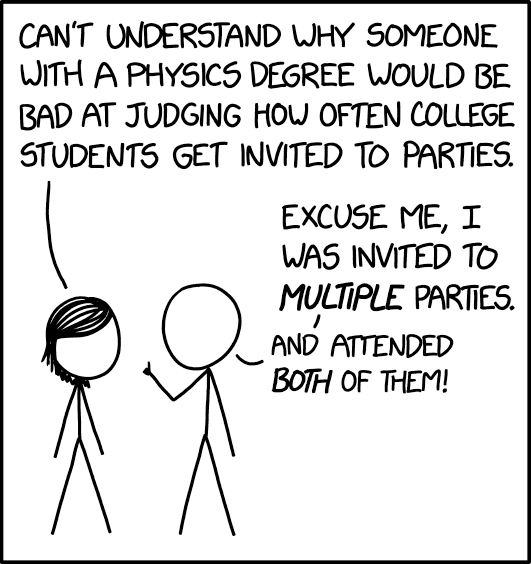 CAN'T UNDERSTAND WHY SOMEONE
WITH A PHYSICS DEGREE WOULD BE
BAD AT JUDGING HOW OFTEN COLLEGE
STUDENTS GET INVITED TO PARTIES.
EXCUSE ME, I
WAS INVITED TO
MULTIPLE PARTIES.
AND ATTENDED
BOTH OF THEM!